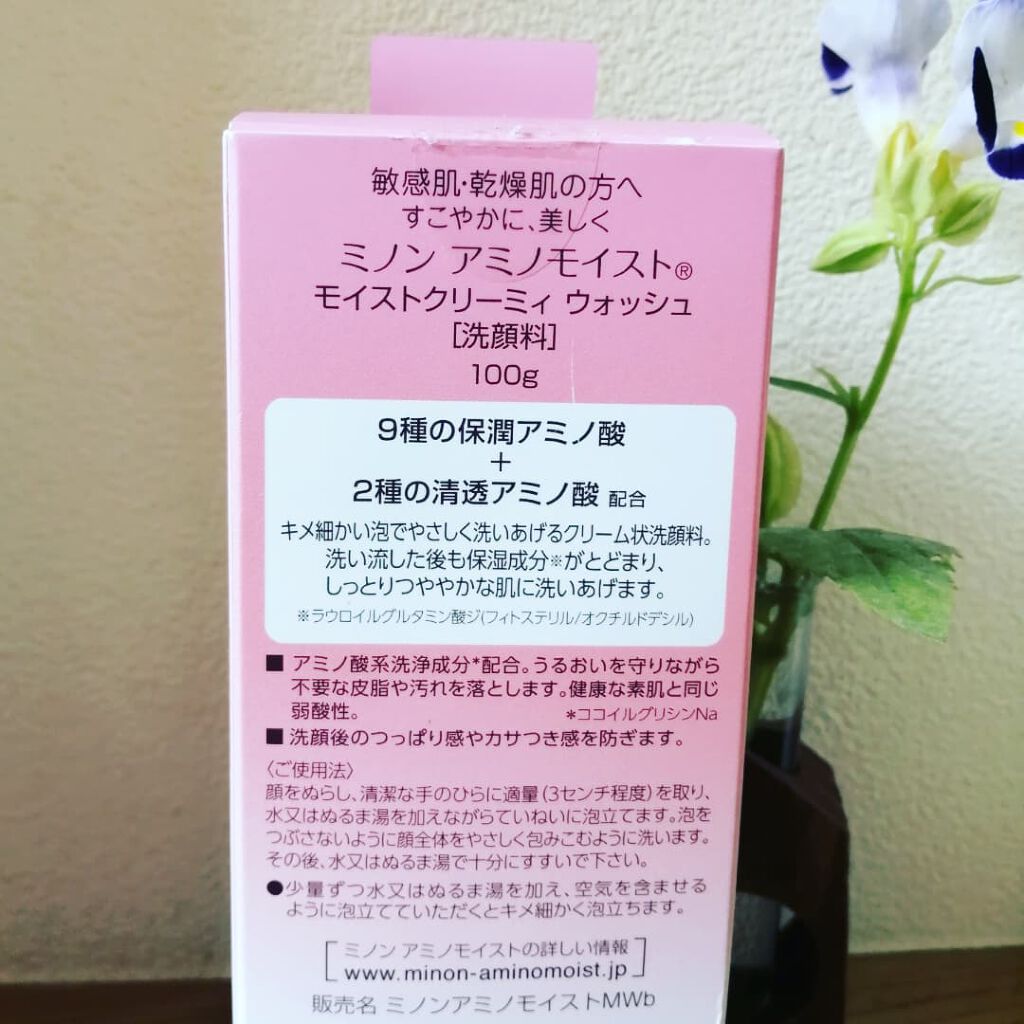 敏感肌・乾燥肌の方へ
すこやかに、美しく
ミノン アミノモイスト®
モイストクリーミィ ウォッシュ
[洗顔料]
100g
9種の保潤アミノ酸
+
2種の清透アミノ酸 配合
キメ細かい泡でやさしく洗いあげるクリーム状洗顔料。
洗い流した後も保湿成分※がとどまり、
しっとりつややかな肌に洗いあげます。
※ラウロイルグルタミン酸ジ(フィトステリル/オクチルドデシル)
■ アミノ酸系洗浄成分*配合。うるおいを守りながら
不要な皮脂や汚れを落とします。健康な素肌と同じ
弱酸性。 *ココイルグリシンNa
■ 洗顔後のつっぱり感やカサつき感を防ぎます。
〈ご使用法〉
顔をぬらし、清潔な手のひらに適量(3センチ程度)を取り、
水又はぬるま湯を加えながらていねいに泡立てます。泡を
つぶさないように顔全体をやさしく包みこむように洗います。
その後、水又はぬるま湯で十分にすすいで下さい。
●少量ずつ水又はぬるま湯を加え、空気を含ませる
ように泡立てていただくとキメ細かく泡立ちます。
ミノン アミノモイストの詳しい情報
www.minon-aminomoist.jp
販売名 ミノンアミノモイストMWb